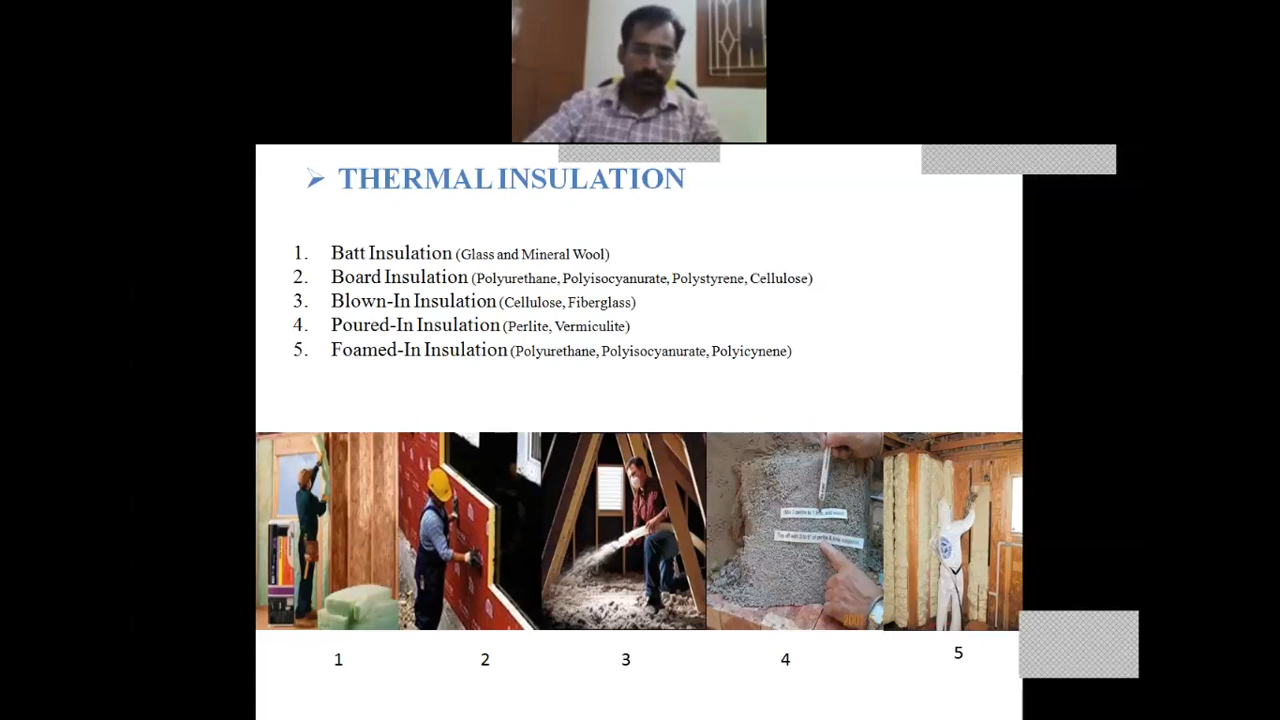 THERMAL INSULATION
1. Batt Insulation (Glass and Mineral Wool)
2. Board Insulation (Polyurethane, Polyisocyanurate, Polystyrene, Cellulose)
3. Blown-In Insulation (Cellulose, Fiberglass)
4. Poured-In Insulation (Perlite, Vermiculite)
5. Foamed-In Insulation (Polyurethane, Polyisocyanurate, Polyicynene)
2001
1 2 3 4 5